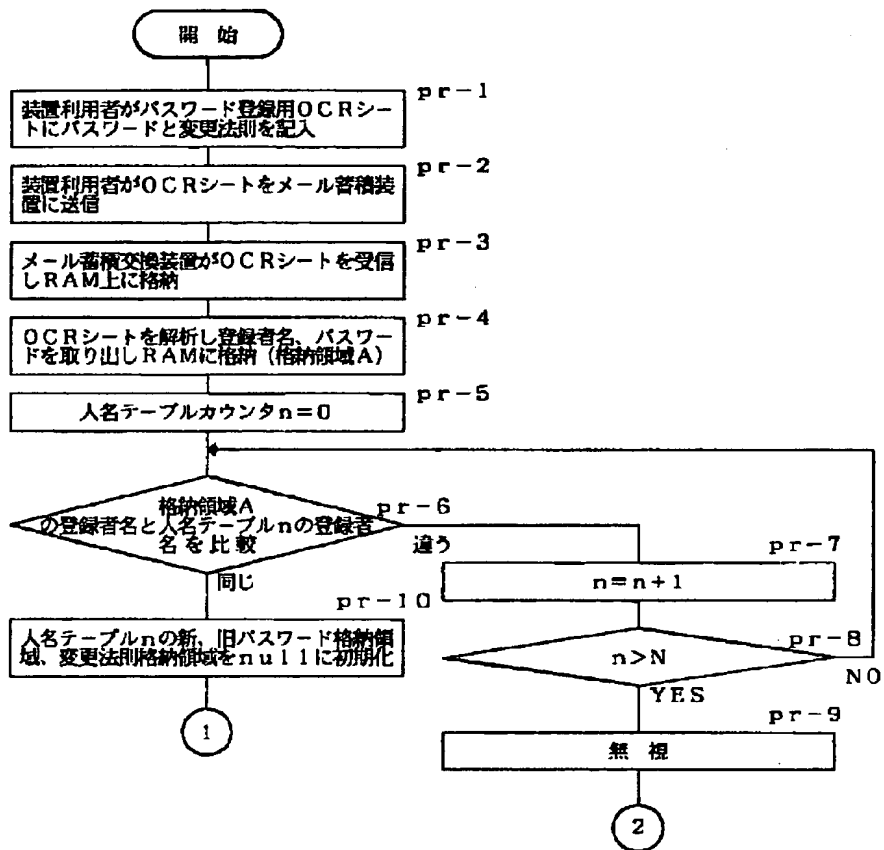 開 始
pr-1
装置利用者がパスワード登録用OCRシー
トにパスワードと変更法則を記入
pr-2
装置利用者がOCRシートをメール蓄積装
置に送信
pr-3
メール蓄積交換装置がOCRシートを受信
しRAM上に格納
pr-4
OCRシートを解析し登録者名、パスワー
ドを取り出しRAMに格納(格納領域A)
pr-5
人名テーブルカウンタn=0
格納領域A
の登録者名と人名テーブルnの登録者
名を比較
pr-6
違う
同じ
pr-7
n=n+1
pr-8
n>N
NO
YES
pr-9
無 視
2
pr-10
人名テーブルnの新、旧パスワード格納領
域、変更法則格納領域をnullに初期化
1